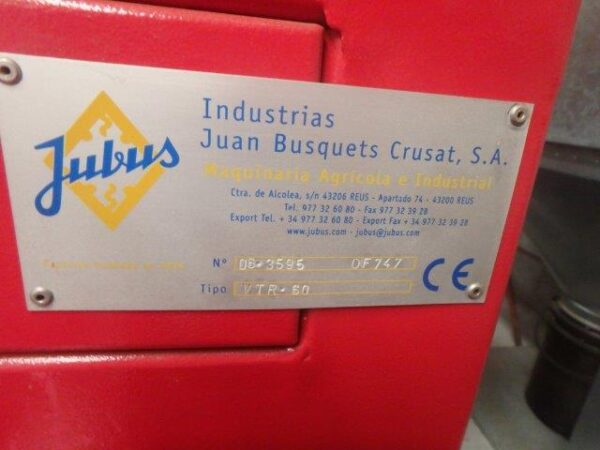 Jubus
Industrias
Juan Busquets Crusat, S.A.
Maquinaria Agrícola e Industrial
Ctra. de Alcolea, s/n 43206 REUS - Apartado 74 - 43200 REUS
Tel. 977 32 60 80 - Fax 977 32 39 28
Export Tel. + 34 977 32 60 80 - Export Fax + 34 977 32 39 28
www.jubus.com - jubus@jubus.com
Nº 06-3595 OF747
Tipo VTR-60
CE